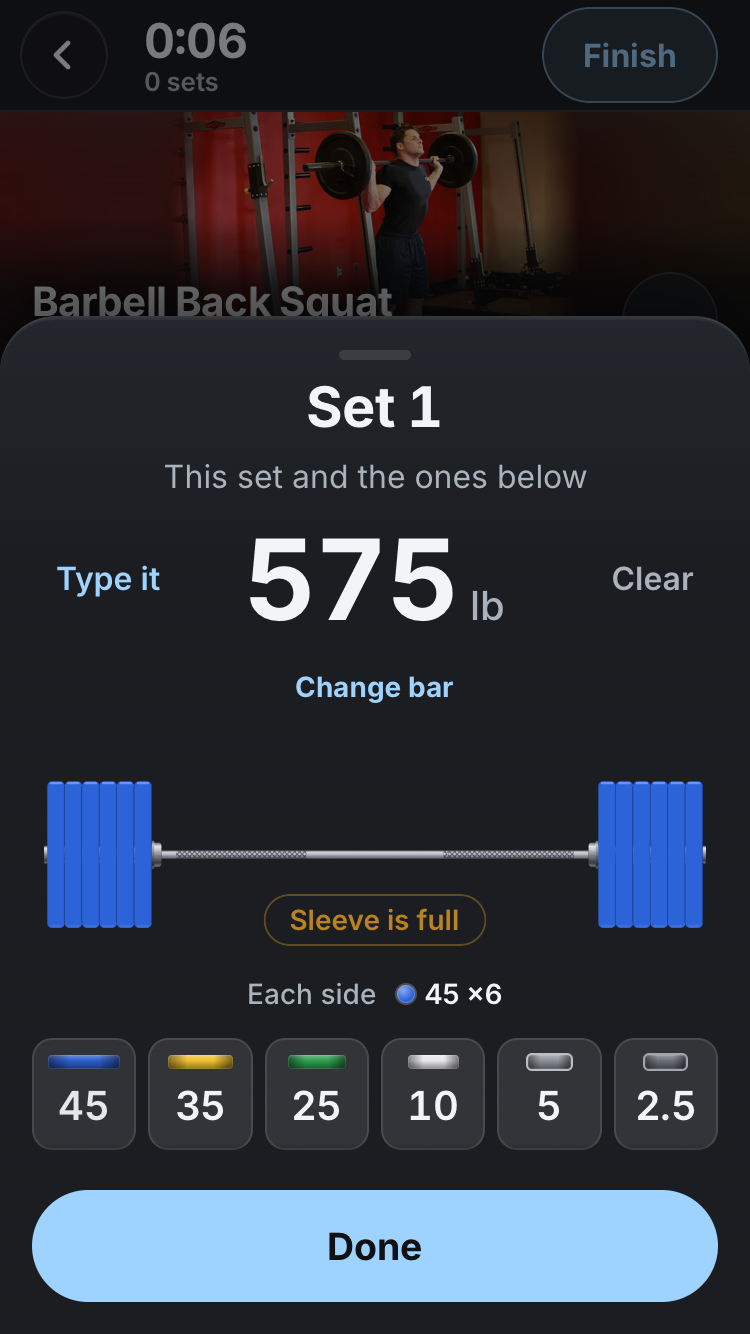 0:06
0 sets
Finish
Barbell Back Squat
Set 1
This set and the ones below
Type it
575 lb
Clear
Change bar
Sleeve is full
Each side 45 ×6
45
35
25
10
5
2.5
Done